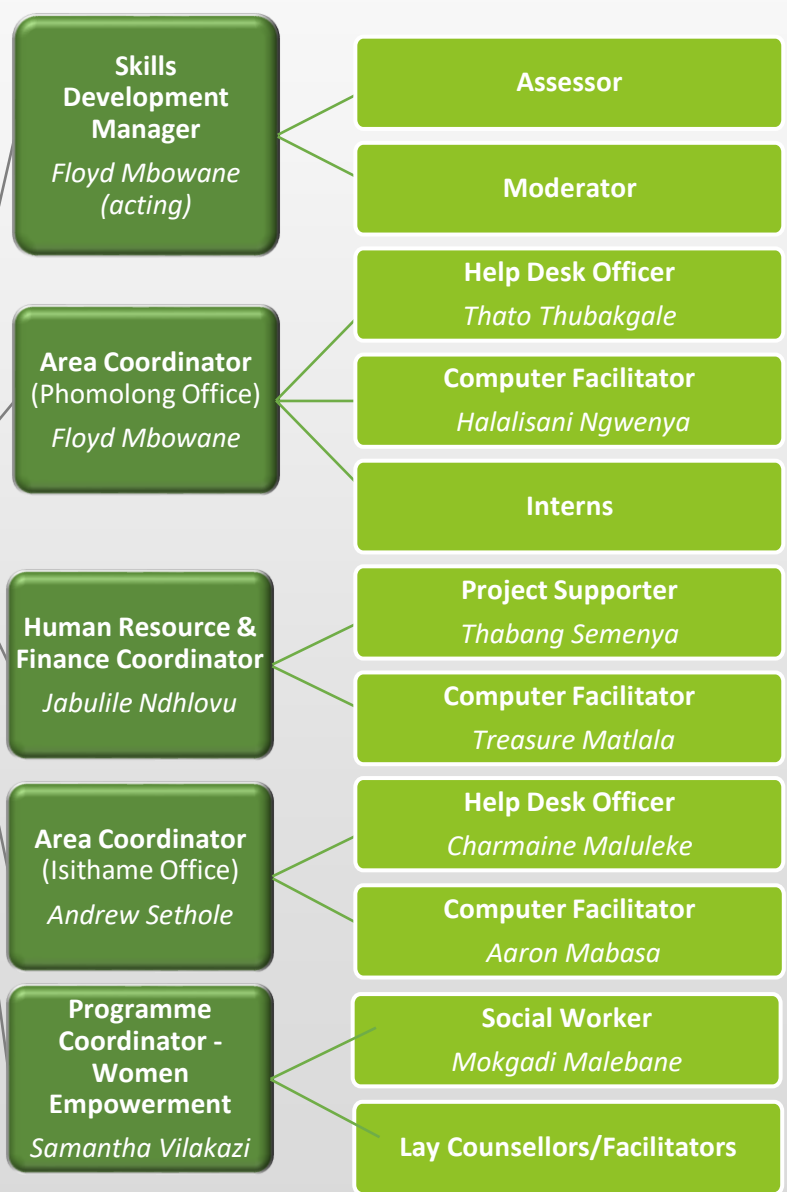 Skills
Development
Manager
Floyd Mbowane
(acting)
Assessor
Moderator
Area Coordinator
(Phomolong Office)
Floyd Mbowane
Help Desk Officer
Thato Thubakgale
Computer Facilitator
Halalisani Ngwenya
Interns
Human Resource &
Finance Coordinator
Jabulile Ndhlovu
Project Supporter
Thabang Semenya
Computer Facilitator
Treasure Matlala
Area Coordinator
(Isithame Office)
Andrew Sethole
Help Desk Officer
Charmaine Maluleke
Computer Facilitator
Aaron Mabasa
Programme
Coordinator -
Women
Empowerment
Samantha Vilakazi
Social Worker
Mokgadi Malebane
Lay Counsellors/Facilitators